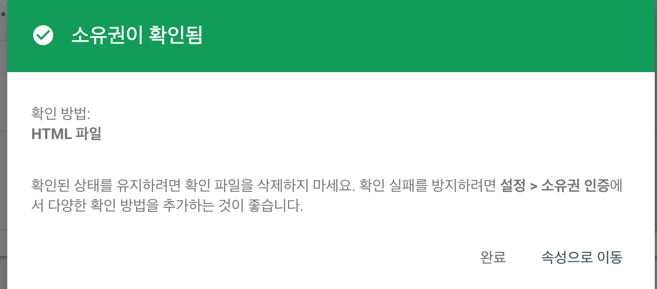 소유권이 확인됨
확인 방법:
HTML 파일
확인된 상태를 유지하려면 확인 파일을 삭제하지 마세요. 확인 실패를 방지하려면 설정 > 소유권 인증에
서 다양한 확인 방법을 추가하는 것이 좋습니다.
완료 속성으로 이동